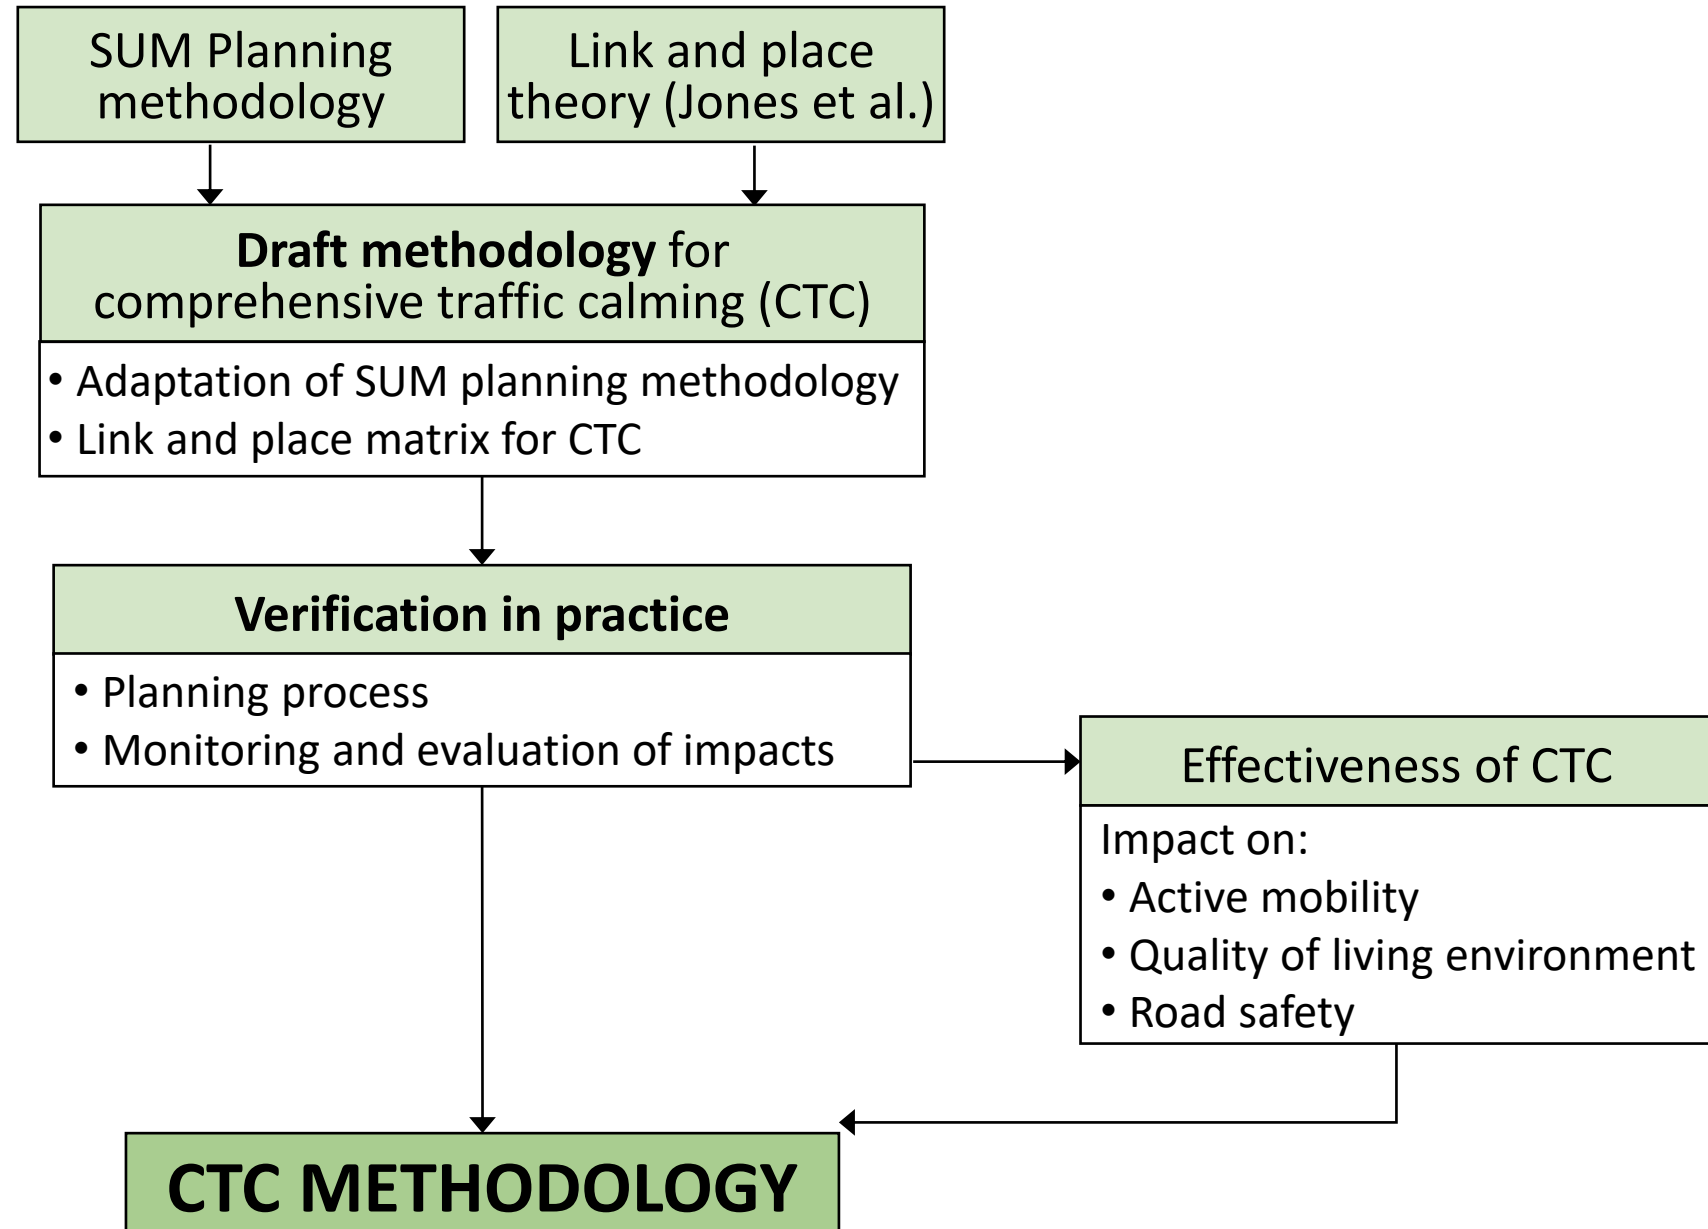 SUM Planning
methodology
Link and place
theory (Jones et al.)
Draft methodology for
comprehensive traffic calming (CTC)
• Adaptation of SUM planning methodology
• Link and place matrix for CTC
Verification in practice
• Planning process
• Monitoring and evaluation of impacts
Effectiveness of CTC
Impact on:
• Active mobility
• Quality of living environment
• Road safety
CTC METHODOLOGY